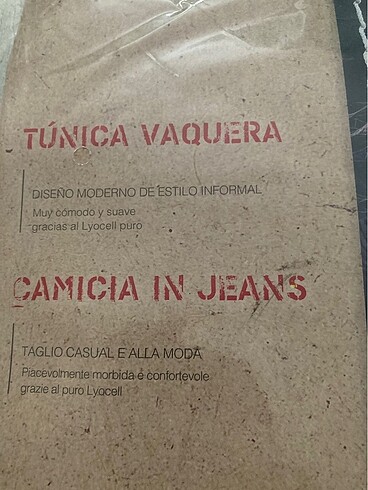 TÚNICA VAQUERA
DISEÑO MODERNO DE ESTILO INFORMAL
Muy cómodo y suave
gracias al Lyocell puro
CAMICIA IN JEANS
TAGLIO CASUAL E ALLA MODA
Piacevolmente morbida e confortevole
grazie al puro Lyocell